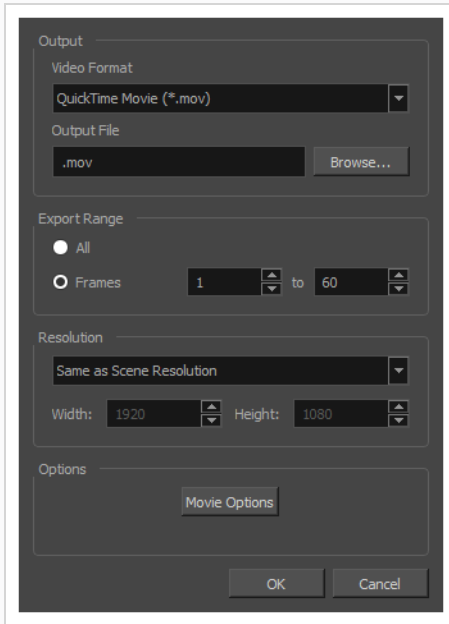 Output
Video Format
QuickTime Movie (*.mov)
Output File
.mov Browse...
Export Range
All
Frames 1 to 60
Resolution
Same as Scene Resolution
Width: 1920 Height: 1080
Options
Movie Options
OK Cancel